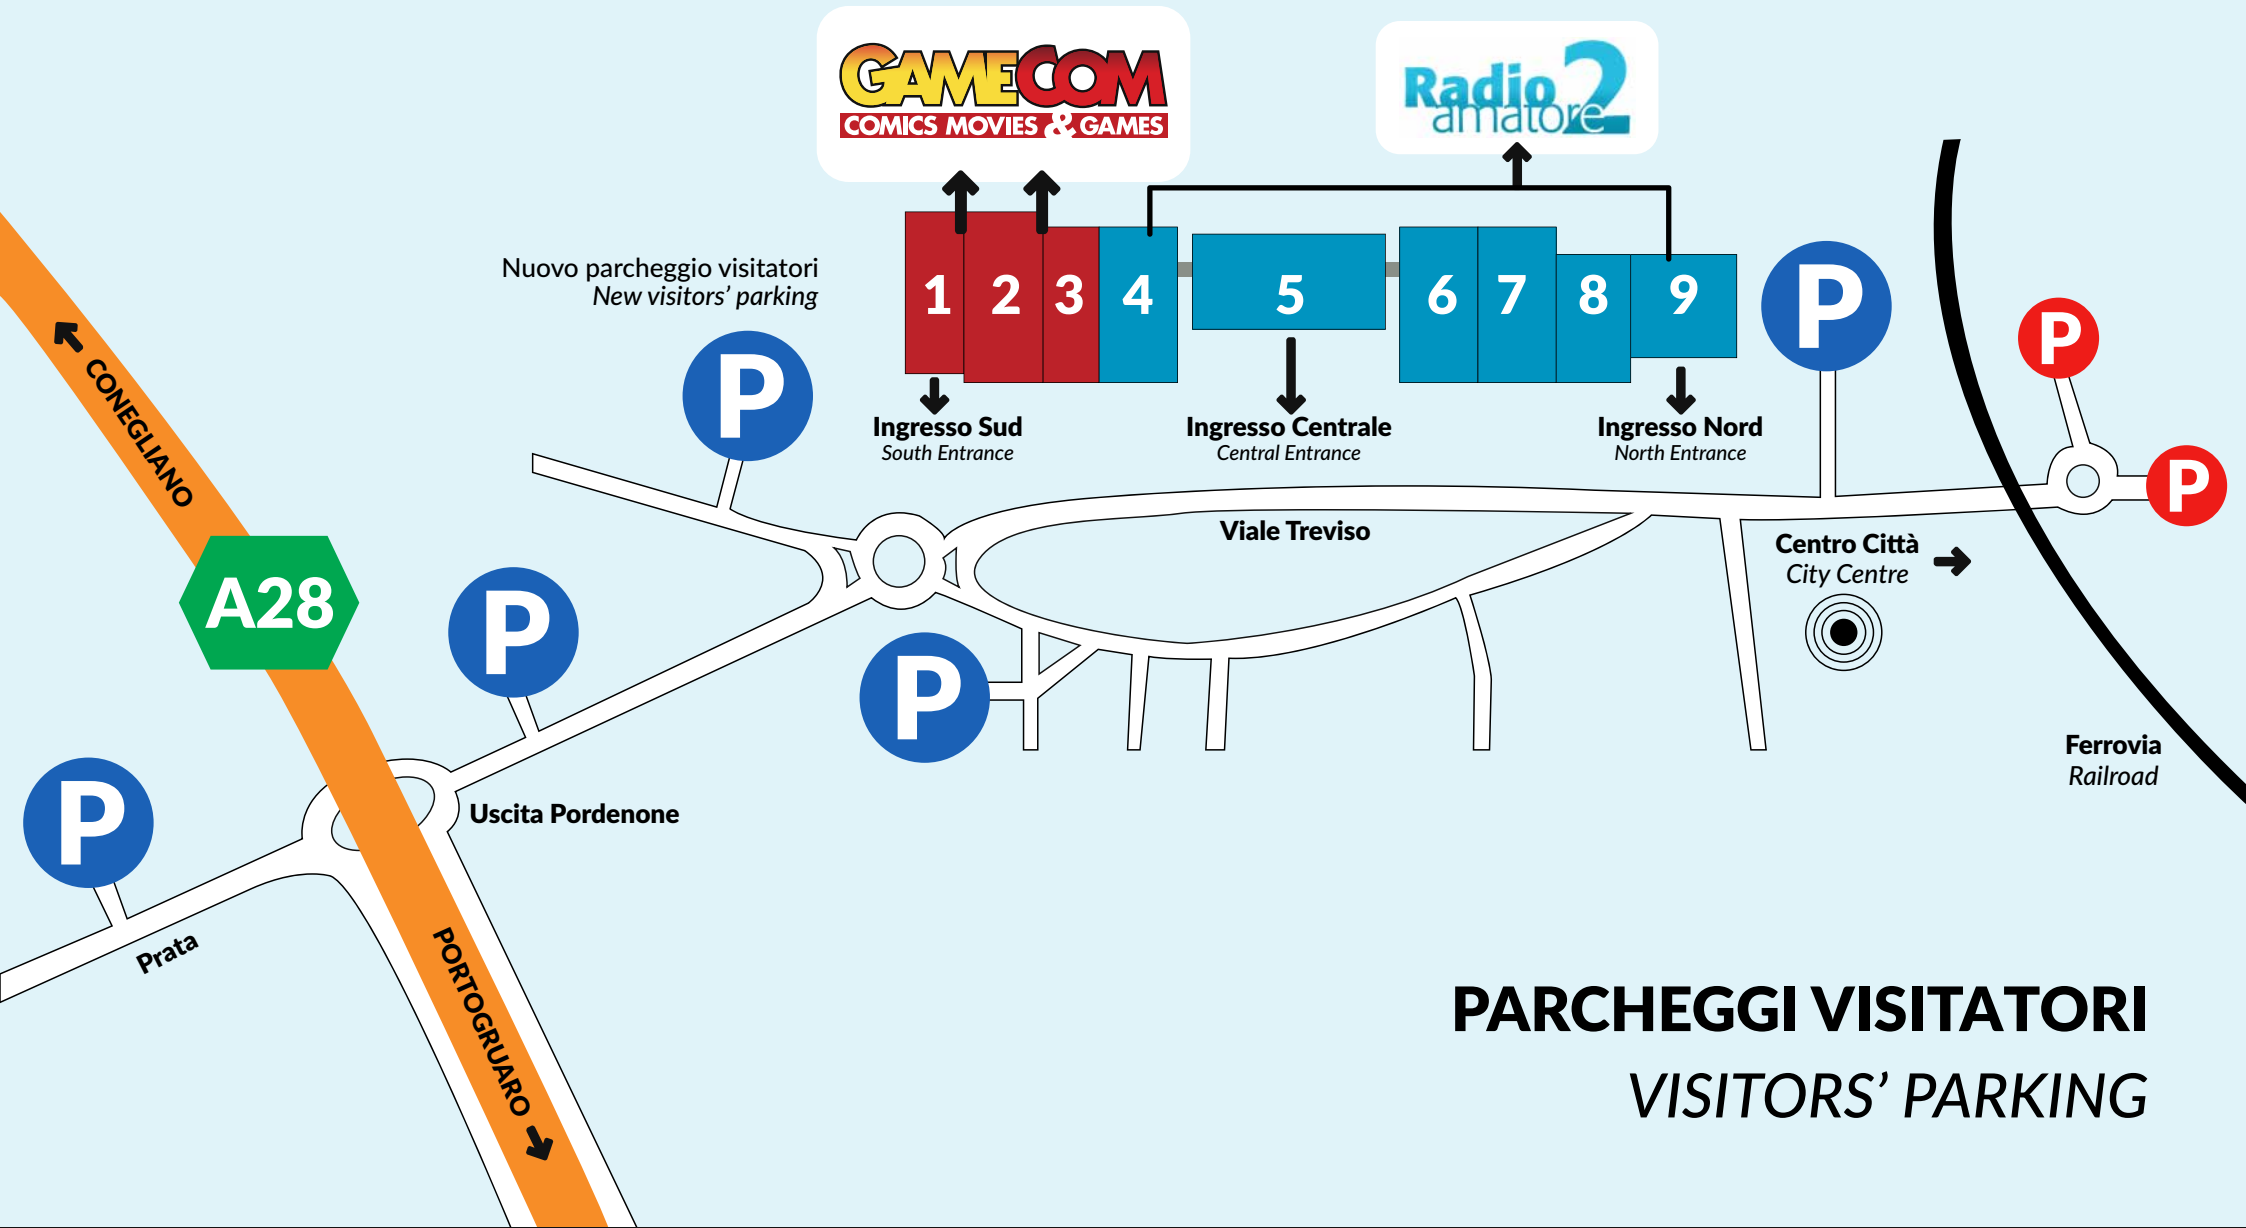 GAMECOM
COMICS MOVIES & GAMES
Radio 2
amatore
Nuovo parcheggio visitatori
New visitors’ parking
1 2 3 4 5 6 7 8 9
P
P
P
P
Ingresso Sud
South Entrance
Ingresso Centrale
Central Entrance
Ingresso Nord
North Entrance
CONEGLIANO
Viale Treviso
Centro Città
City Centre
A28
P
P
Ferrovia
Railroad
Uscita Pordenone
P
Prata
PORTOGRUARO
PARCHEGGI VISITATORI
VISITORS’ PARKING